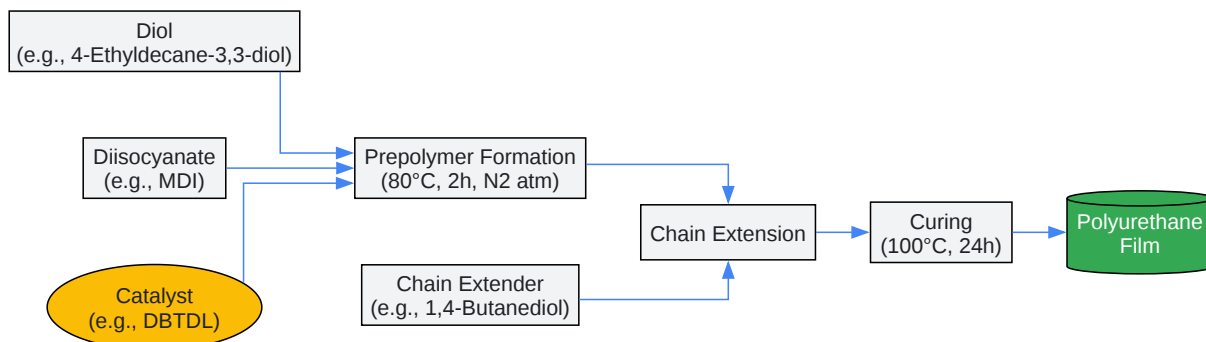 Diol
(e.g., 4-Ethyldecane-3,3-diol)
Diisocyanate
(e.g., MDI)
Catalyst
(e.g., DBTDL)
Prepolymer Formation
(80°C, 2h, N2 atm)
Chain Extender
(e.g., 1,4-Butanediol)
Chain Extension
Curing
(100°C, 24h)
Polyurethane
Film